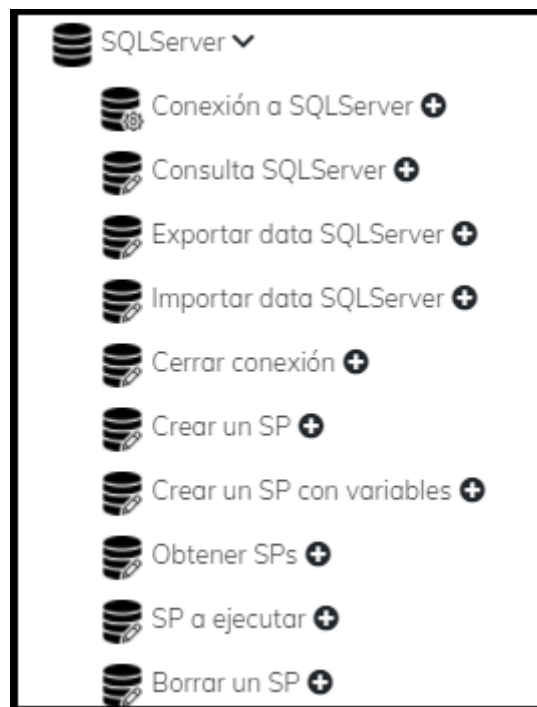 SQLServer
Conexión a SQLServer
Consulta SQLServer
Exportar data SQLServer
Importar data SQLServer
Cerrar conexión
Crear un SP
Crear un SP con variables
Obtener SPs
SP a ejecutar
Borrar un SP